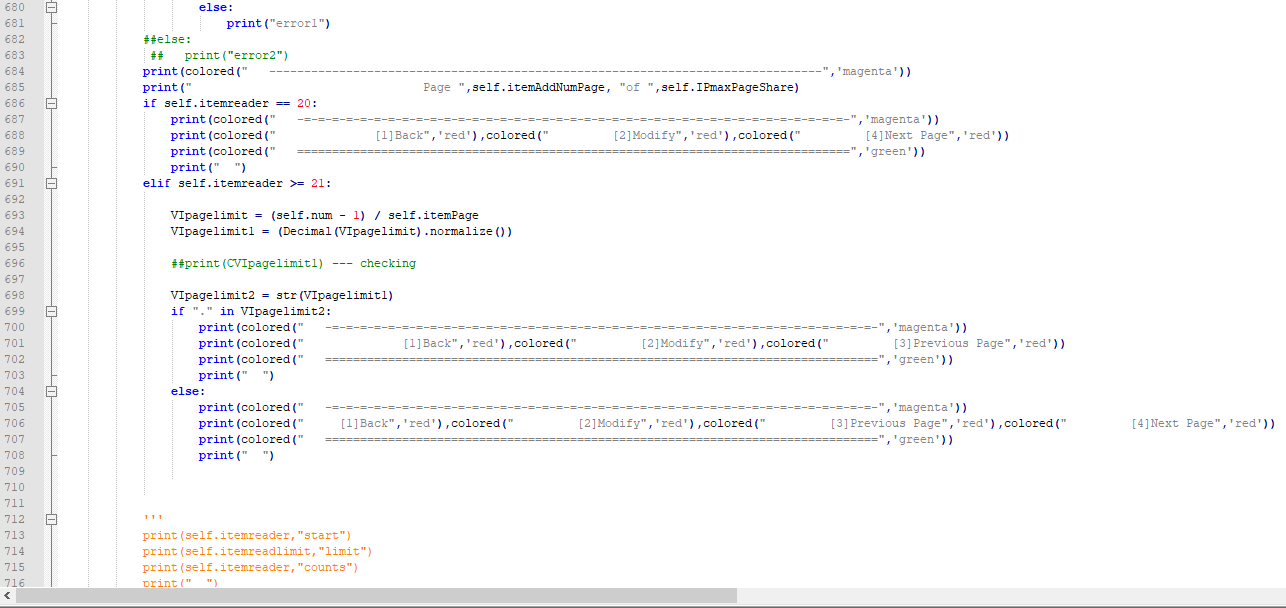 680 else:
681 print("error1")
682 ##else:
683 ## print("error2")
684 print(colored(" -------------------------------------------------------------------------------",'magenta'))
685 print(" Page ",self.itemAddNumPage, "of ",self.IPmaxPageShare)
686 if self.itemreader == 20:
687 print(colored(" -=-=-=-=-=-=-=-=-=-=-=-=-=-=-=-=-=-=-=-=-=-=-=-=-=-=-=-=-=-=-=-=-=-=-=-=-=-=-=-",'magenta'))
688 print(colored(" [1]Back",'red'),colored(" [2]Modify",'red'),colored(" [4]Next Page",'red'))
689 print(colored(" ===============================================================================",'green'))
690 print(" ")
691 elif self.itemreader >= 21:
692
693 VIpagelimit = (self.num - 1) / self.itemPage
694 VIpagelimit1 = (Decimal(VIpagelimit).normalize())
695
696 ##print(CVIpagelimit1) --- checking
697
698 VIpagelimit2 = str(VIpagelimit1)
699 if "." in VIpagelimit2:
700 print(colored(" -=-=-=-=-=-=-=-=-=-=-=-=-=-=-=-=-=-=-=-=-=-=-=-=-=-=-=-=-=-=-=-=-=-=-=-=-=-=-=-",'magenta'))
701 print(colored(" [1]Back",'red'),colored(" [2]Modify",'red'),colored(" [3]Previous Page",'red'))
702 print(colored(" ===============================================================================",'green'))
703 print(" ")
704 else:
705 print(colored(" -=-=-=-=-=-=-=-=-=-=-=-=-=-=-=-=-=-=-=-=-=-=-=-=-=-=-=-=-=-=-=-=-=-=-=-=-=-=-=-",'magenta'))
706 print(colored(" [1]Back",'red'),colored(" [2]Modify",'red'),colored(" [3]Previous Page",'red'),colored(" [4]Next Page",'red'))
707 print(colored(" ===============================================================================",'green'))
708 print(" ")
709
710
711
712 '''
713 print(self.itemreader,"start")
714 print(self.itemreadlimit,"limit")
715 print(self.itemreader,"counts")
716 print(" ")